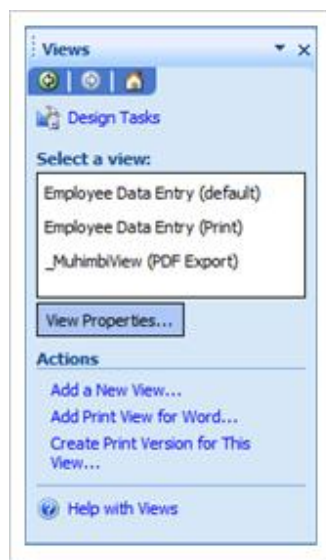 Views
Design Tasks
Select a view:
Employee Data Entry (default)
Employee Data Entry (Print)
_MuhimbiView (PDF Export)
View Properties...
Actions
Add a New View...
Add Print View for Word...
Create Print Version for This
View...
Help with Views